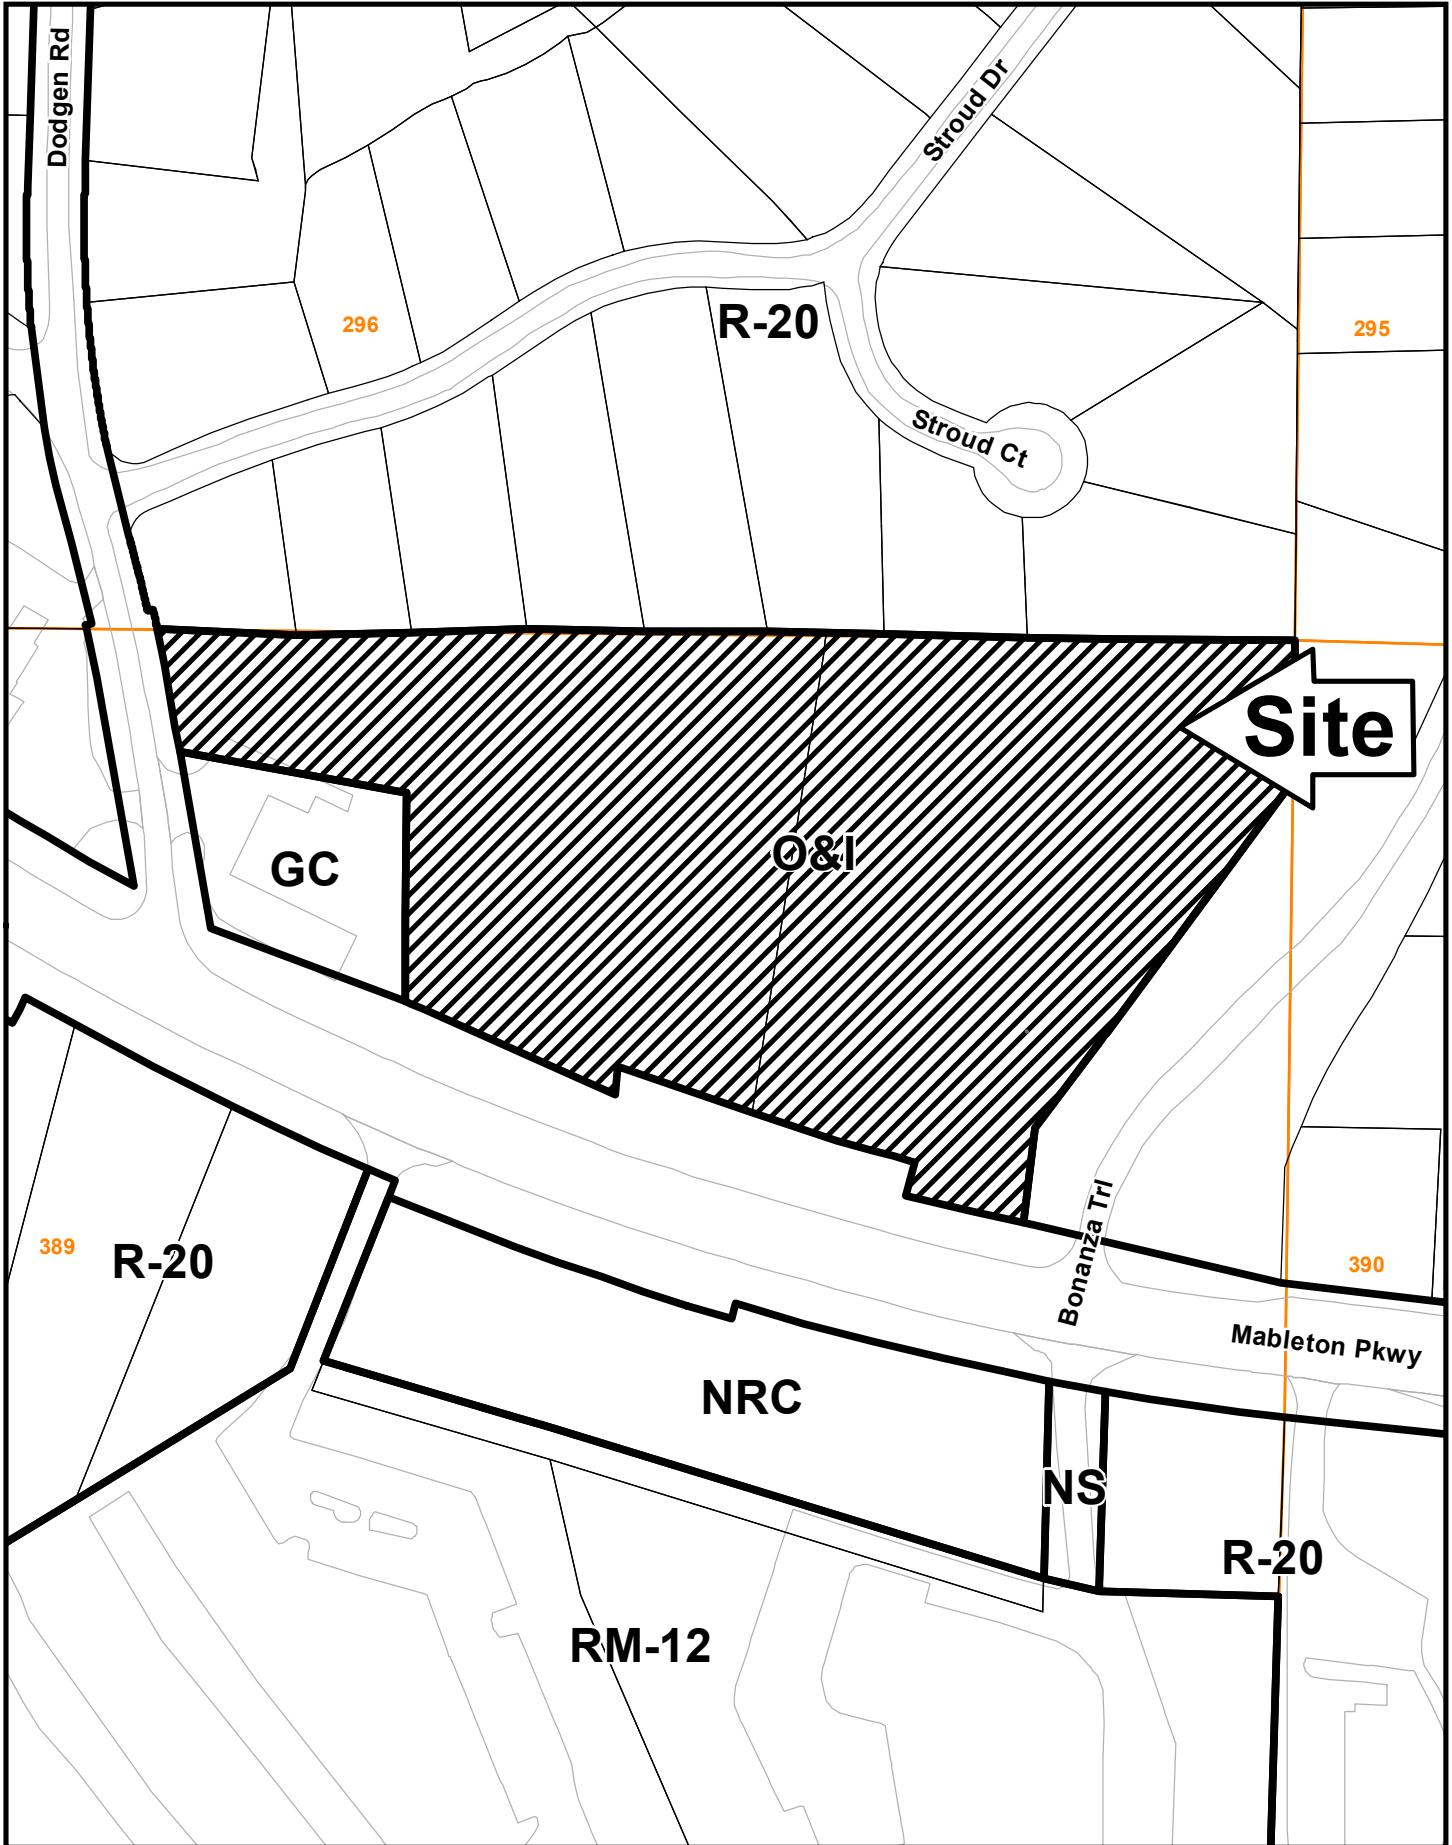 Dodgen Rd
Stroud Dr
296
R-20
295
Stroud Ct
Site
O&I
GC
Bonanza Trl
389
R-20
390
Mableton Pkwy
NRC
NS
R-20
RM-12